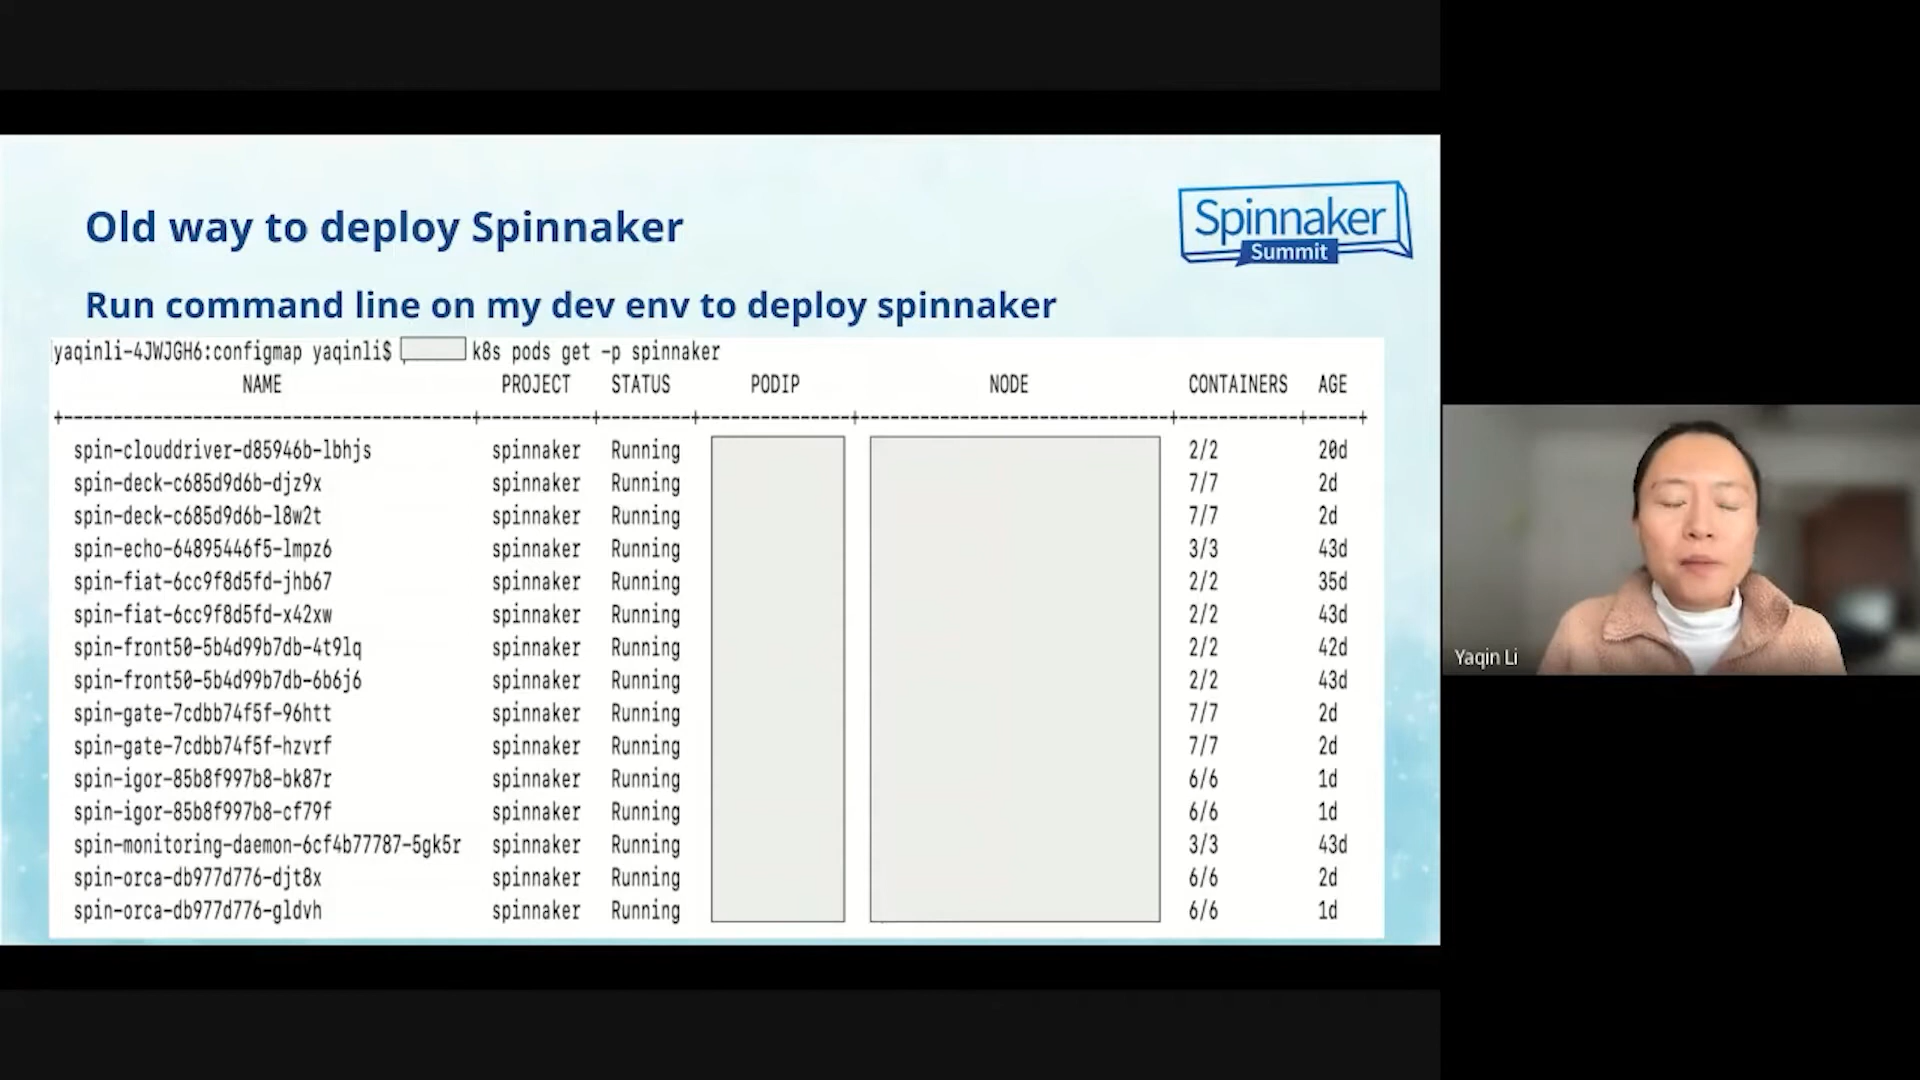 Old way to deploy Spinnaker
Spinnaker
Summit
Run command line on my dev env to deploy spinnaker
yaqinli-4JWJGH6:configmap yaqinli$ k8s pods get -p spinnaker
NAME PROJECT STATUS PODIP NODE CONTAINERS AGE
spin-clouddriver-d85946b-lbhjs spinnaker Running 2/2 20d
spin-deck-c685d9d6b-djz9x spinnaker Running 7/7 2d
spin-deck-c685d9d6b-l8w2t spinnaker Running 7/7 2d
spin-echo-64895446f5-lmpz6 spinnaker Running 3/3 43d
spin-fiat-6cc9f8d5fd-jhb67 spinnaker Running 2/2 35d
spin-fiat-6cc9f8d5fd-x42xw spinnaker Running 2/2 43d
spin-front50-5b4d99b7db-4t9lq spinnaker Running 2/2 42d
spin-front50-5b4d99b7db-6b6j6 spinnaker Running 2/2 43d
spin-gate-7cdbb74f5f-96htt spinnaker Running 7/7 2d
spin-gate-7cdbb74f5f-hzvrf spinnaker Running 7/7 2d
spin-igor-85b8f997b8-bk87r spinnaker Running 6/6 1d
spin-igor-85b8f997b8-cf79f spinnaker Running 6/6 1d
spin-monitoring-daemon-6cf4b77787-5gk5r spinnaker Running 3/3 43d
spin-orca-db977d776-djt8x spinnaker Running 6/6 2d
spin-orca-db977d776-gldvh spinnaker Running 6/6 1d
Yaqin Li